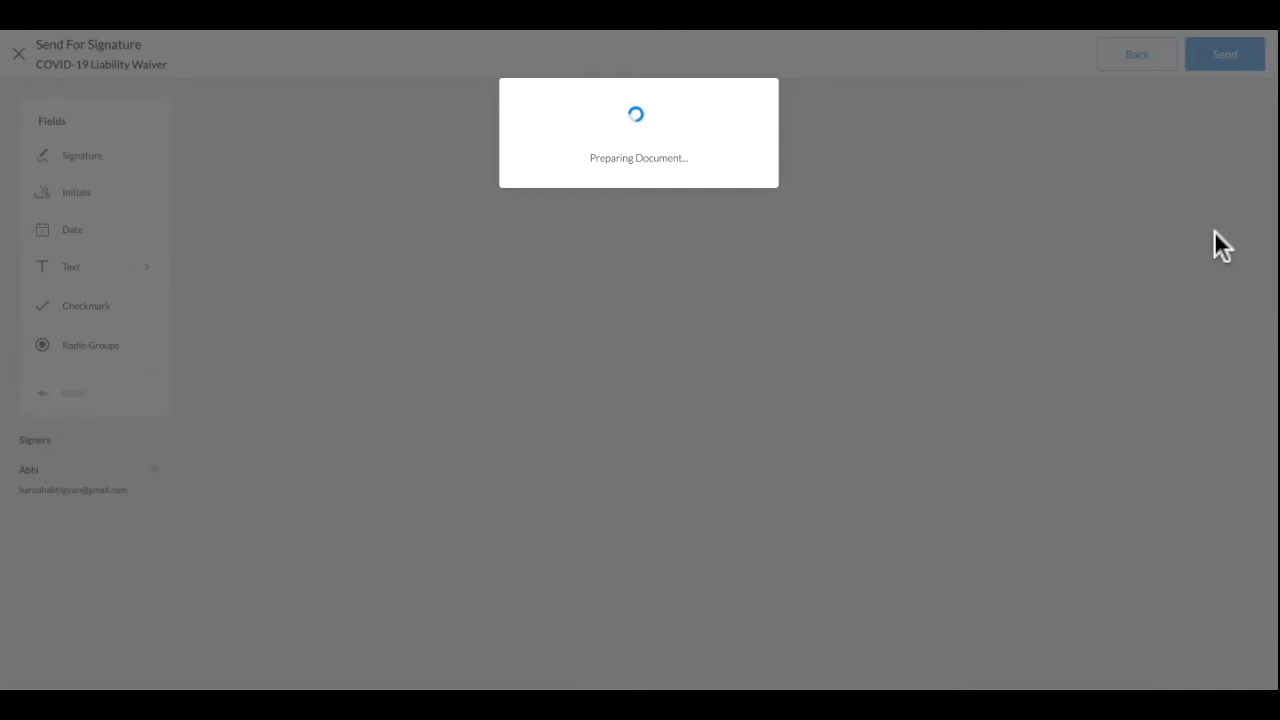 Send For Signature
COVID-19 Liability Waiver
Back
Send
Preparing Document...
Fields
Signature
Initials
Date
Text
Checkmark
Radio Groups
Signers
Abhi
baruahabhigyan@gmail.com